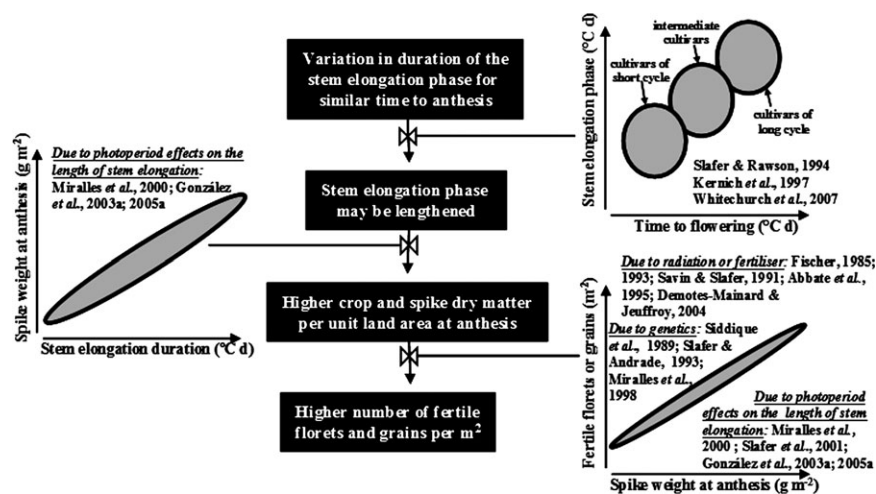 Variation in duration of the
stem elongation phase for
similar time to anthesis
Stem elongation phase
may be lengthened
Higher crop and spike dry matter
per unit land area at anthesis
Higher number of fertile
florets and grains per m²
Spike weight at anthesis (g m⁻²)
Due to photoperiod effects on the
length of stem elongation:
Miralles et al., 2000; González
et al., 2003a; 2005a
Stem elongation duration (°C d)
Stem elongation phase (°C d)
intermediate
cultivars
cultivars of
short cycle
cultivars of
long cycle
Slafer & Rawson, 1994
Kernich et al., 1997
Whitechurch et al., 2007
Time to flowering (°C d)
Fertile florets or grains (m⁻²)
Due to radiation or fertiliser: Fischer, 1985;
1993; Savin & Slafer, 1991; Abbate et al.,
1995; Demotes-Mainard &
Jeuffroy, 2004
Due to genetics: Siddique
et al., 1989; Slafer &
Andrade, 1993;
Miralles et al.,
1998
Due to photoperiod
effects on the length of stem
elongation: Miralles et al.,
2000 ; Slafer et al., 2001;
González et al., 2003a; 2005a
Spike weight at anthesis (g m⁻²)